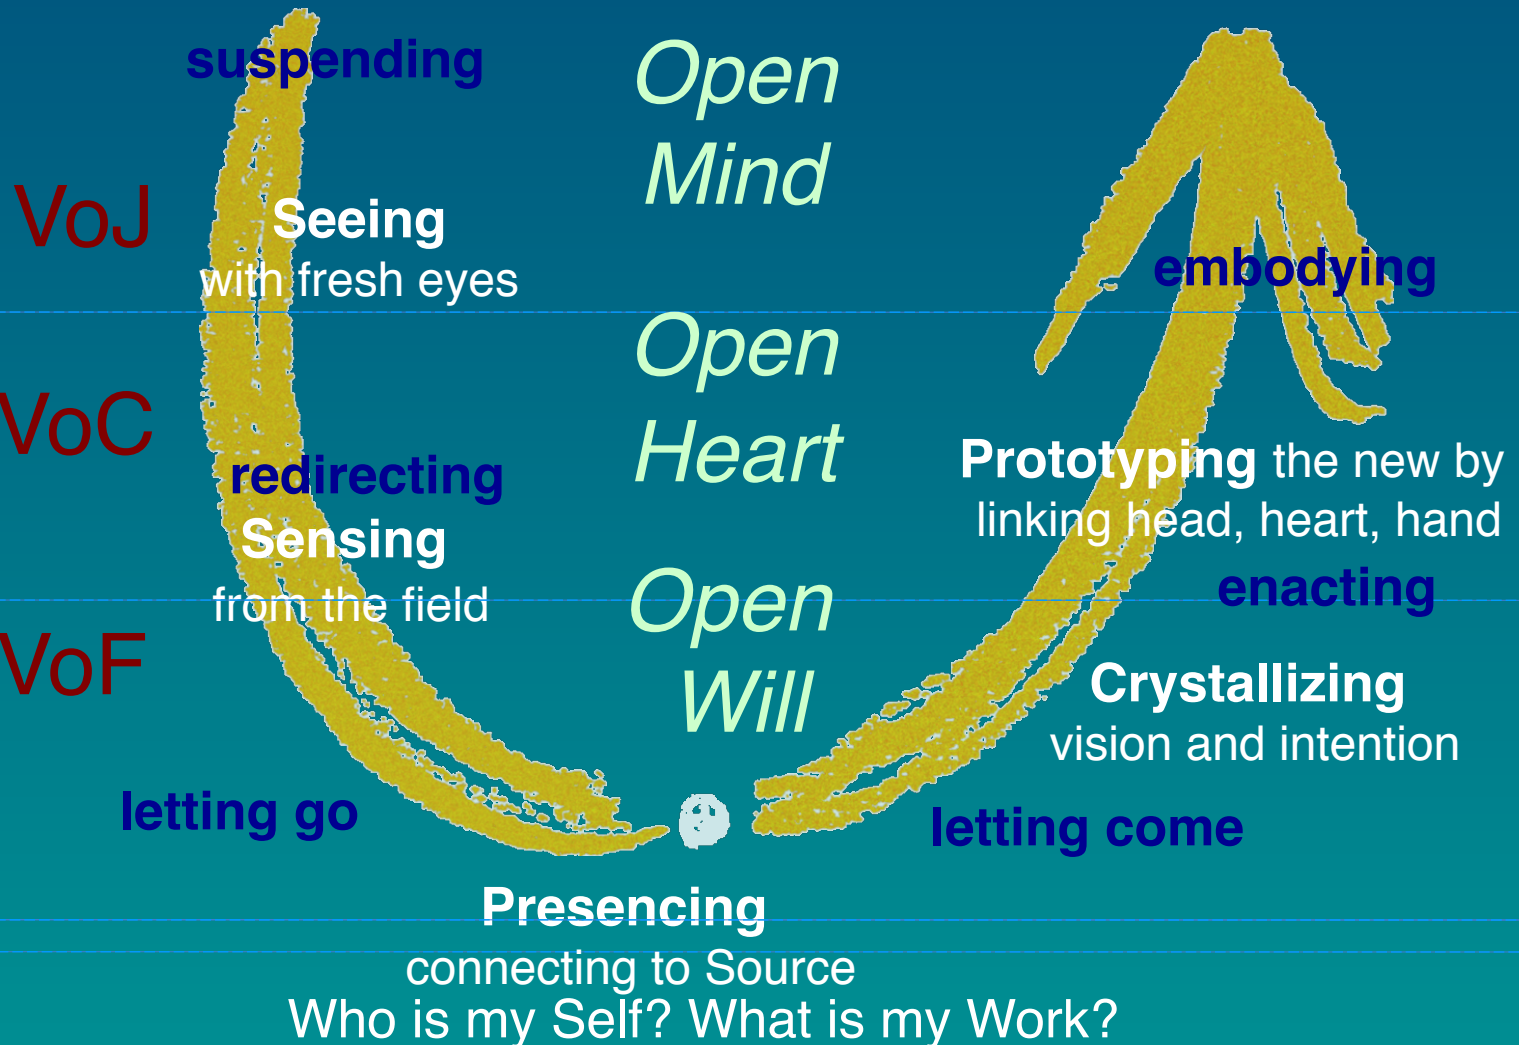 suspending
Open
Mind
VoJ
Seeing
with fresh eyes
embodying
Open
Heart
VoC
redirecting
Sensing
from the field
Prototyping the new by
linking head, heart, hand
enacting
Open
Will
VoF
Crystallizing
vision and intention
letting go
letting come
Presencing
connecting to Source
Who is my Self? What is my Work?